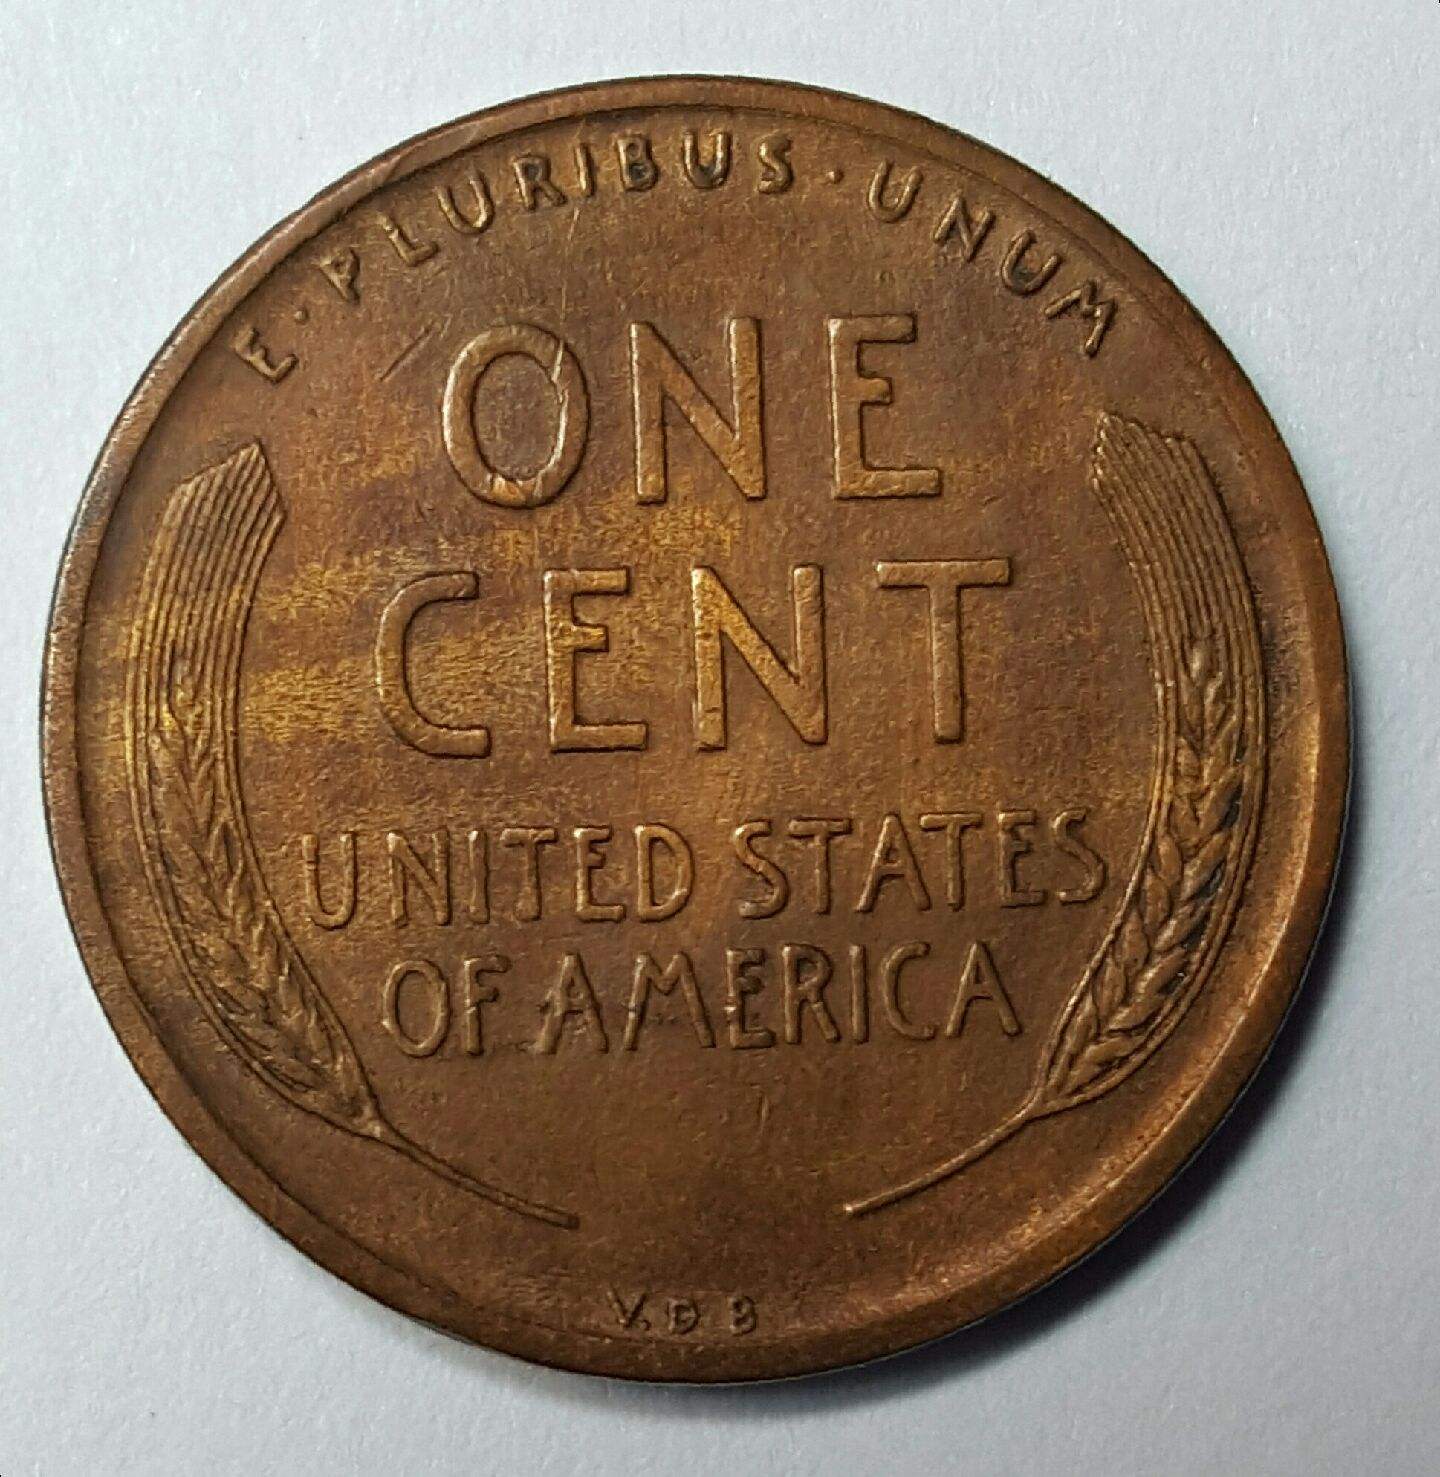 E·PLURIBUS·UNUM
ONE
CENT
UNITED STATES
OF AMERICA
V.D B